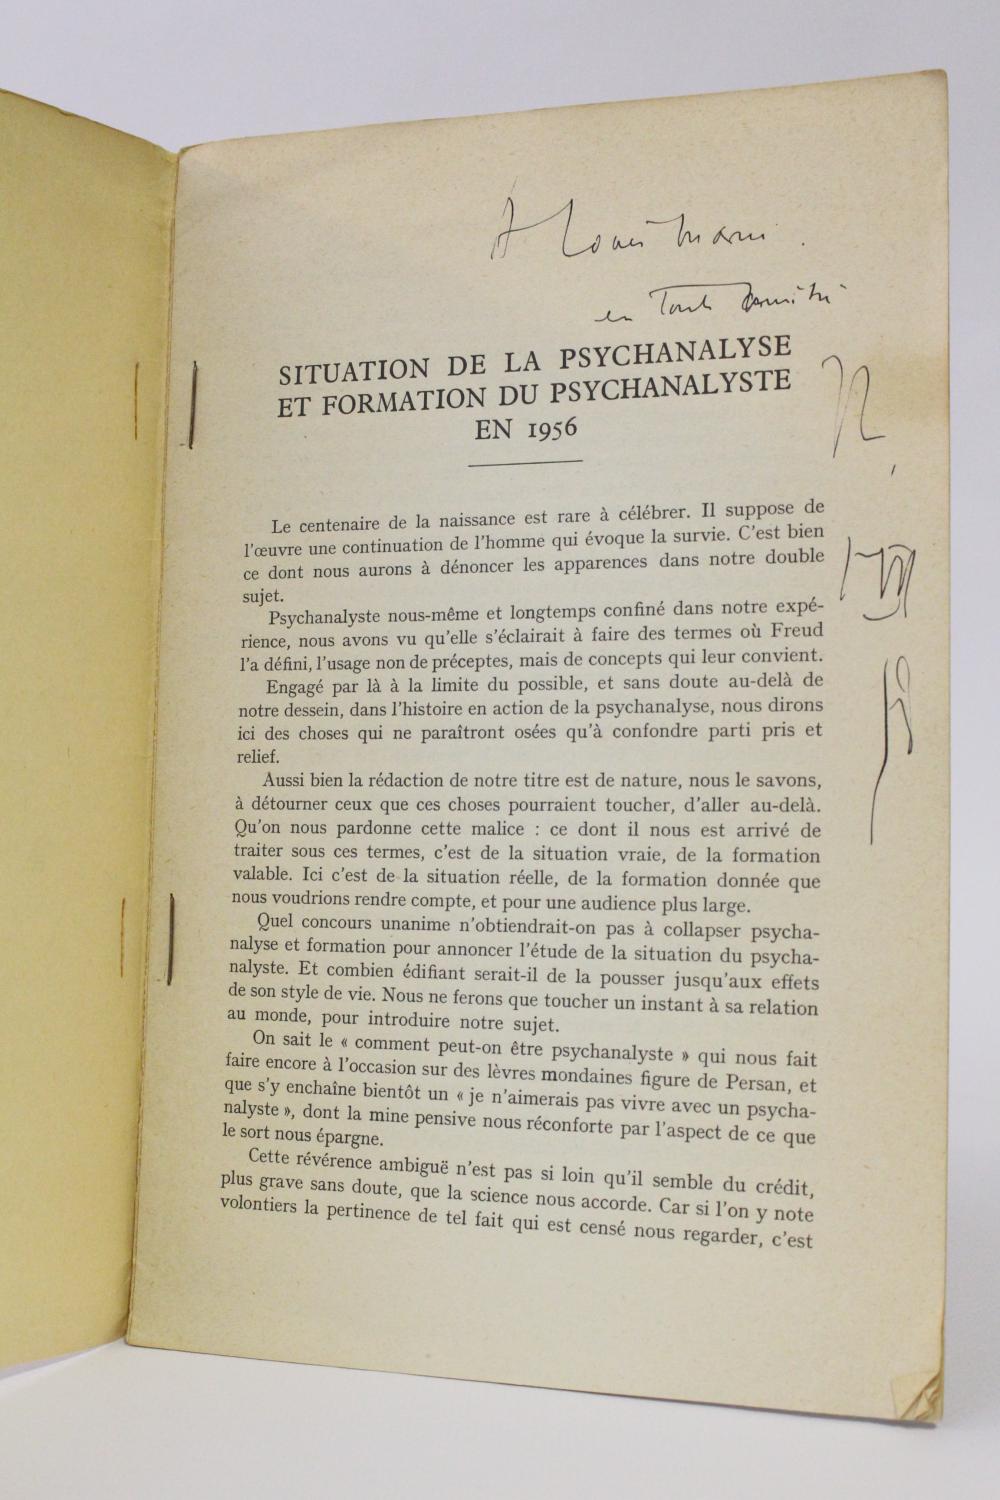 A Louis
en Toute
SITUATION DE LA PSYCHANALYSE
ET FORMATION DU PSYCHANALYSTE
EN 1956
Le centenaire de la naissance est rare à célébrer. Il suppose de
l'œuvre une continuation de l'homme qui évoque la survie. C'est bien
ce dont nous aurons à dénoncer les apparences dans notre double
sujet.
Psychanalyste nous-même et longtemps confiné dans notre expé-
rience, nous avons vu qu'elle s'éclairait à faire des termes où Freud
l'a défini, l'usage non de préceptes, mais de concepts qui leur convient.
Engagé par là à la limite du possible, et sans doute au-delà de
notre dessein, dans l'histoire en action de la psychanalyse, nous dirons
ici des choses qui ne paraîtront osées qu'à confondre parti pris et
relief.
Aussi bien la rédaction de notre titre est de nature, nous le savons,
à détourner ceux que ces choses pourraient toucher, d'aller au-delà.
Qu'on nous pardonne cette malice : ce dont il nous est arrivé de
traiter sous ces termes, c'est de la situation vraie, de la formation
valable. Ici c'est de la situation réelle, de la formation donnée que
nous voudrions rendre compte, et pour une audience plus large.
Quel concours unanime n'obtiendrait-on pas à collapser psycha-
nalyse et formation pour annoncer l'étude de la situation du psycha-
nalyste. Et combien édifiant serait-il de la pousser jusqu'aux effets
de son style de vie. Nous ne ferons que toucher un instant à sa relation
au monde, pour introduire notre sujet.
On sait le « comment peut-on être psychanalyste » qui nous fait
faire encore à l'occasion sur des lèvres mondaines figure de Persan, et
que s'y enchaîne bientôt un « je n'aimerais pas vivre avec un psycha-
nalyste », dont la mine pensive nous réconforte par l'aspect de ce que
le sort nous épargne.
Cette révérence ambiguë n'est pas si loin qu'il semble du crédit,
plus grave sans doute, que la science nous accorde. Car si l'on y note
volontiers la pertinence de tel fait qui est censé nous regarder, c'est